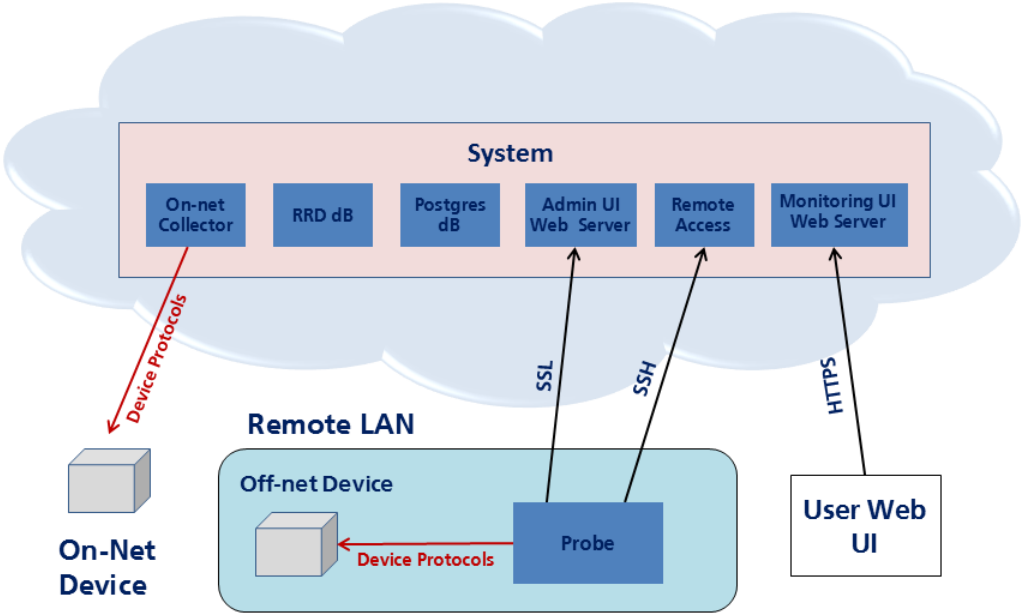 System
On-net
Collector
RRD dB
Postgres
dB
Admin UI
Web Server
Remote
Access
Monitoring UI
Web Server
Device Protocols
SSL
SSH
HTTPS
Remote LAN
Off-net Device
Probe
Device Protocols
On-Net
Device
User Web
UI